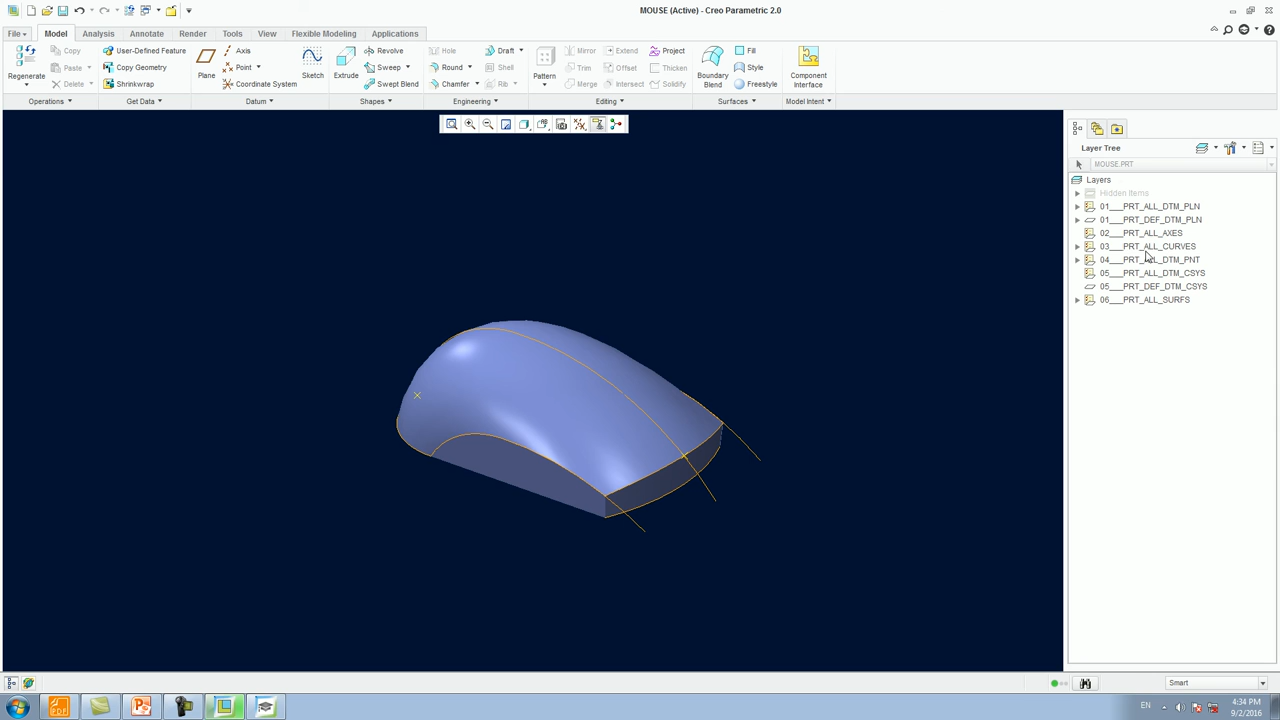 MOUSE (Active) - Creo Parametric 2.0
File Model Analysis Annotate Render Tools View Flexible Modeling Applications
Regenerate
Copy
Paste
Delete
User-Defined Feature
Copy Geometry
Shrinkwrap
Plane
Axis
Point
Coordinate System
Sketch
Extrude
Revolve
Sweep
Swept Blend
Hole
Round
Chamfer
Draft
Shell
Rib
Pattern
Mirror
Trim
Merge
Extend
Offset
Intersect
Project
Thicken
Solidify
Boundary
Blend
Fill
Style
Freestyle
Component
Interface
Operations Get Data Datum Shapes Engineering Editing Surfaces Model Intent
Layer Tree
MOUSE.PRT
Layers
Hidden Items
01___PRT_ALL_DTM_PLN
01___PRT_DEF_DTM_PLN
02___PRT_ALL_AXES
03___PRT_ALL_CURVES
04___PRT_ALL_DTM_PNT
05___PRT_ALL_DTM_CSYS
05___PRT_DEF_DTM_CSYS
06___PRT_ALL_SURFS
Smart
PDF
EN
4:34 PM
9/2/2016